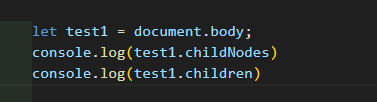 let test1 = document.body;
console.log(test1.childNodes)
console.log(test1.children)